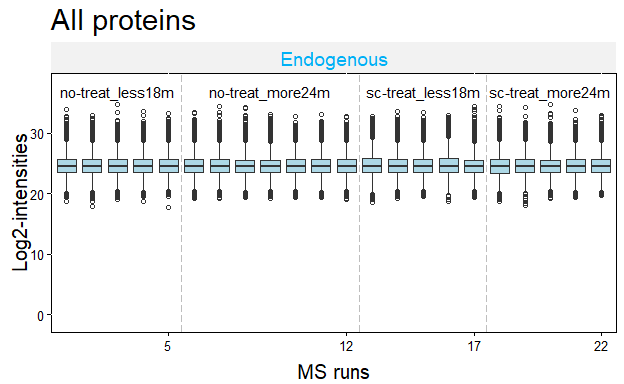 All proteins
Endogenous
no-treat_less18m no-treat_more24m sc-treat_less18m sc-treat_more24m
Log2-intensities
30
20
10
0
5 12 17 22
MS runs